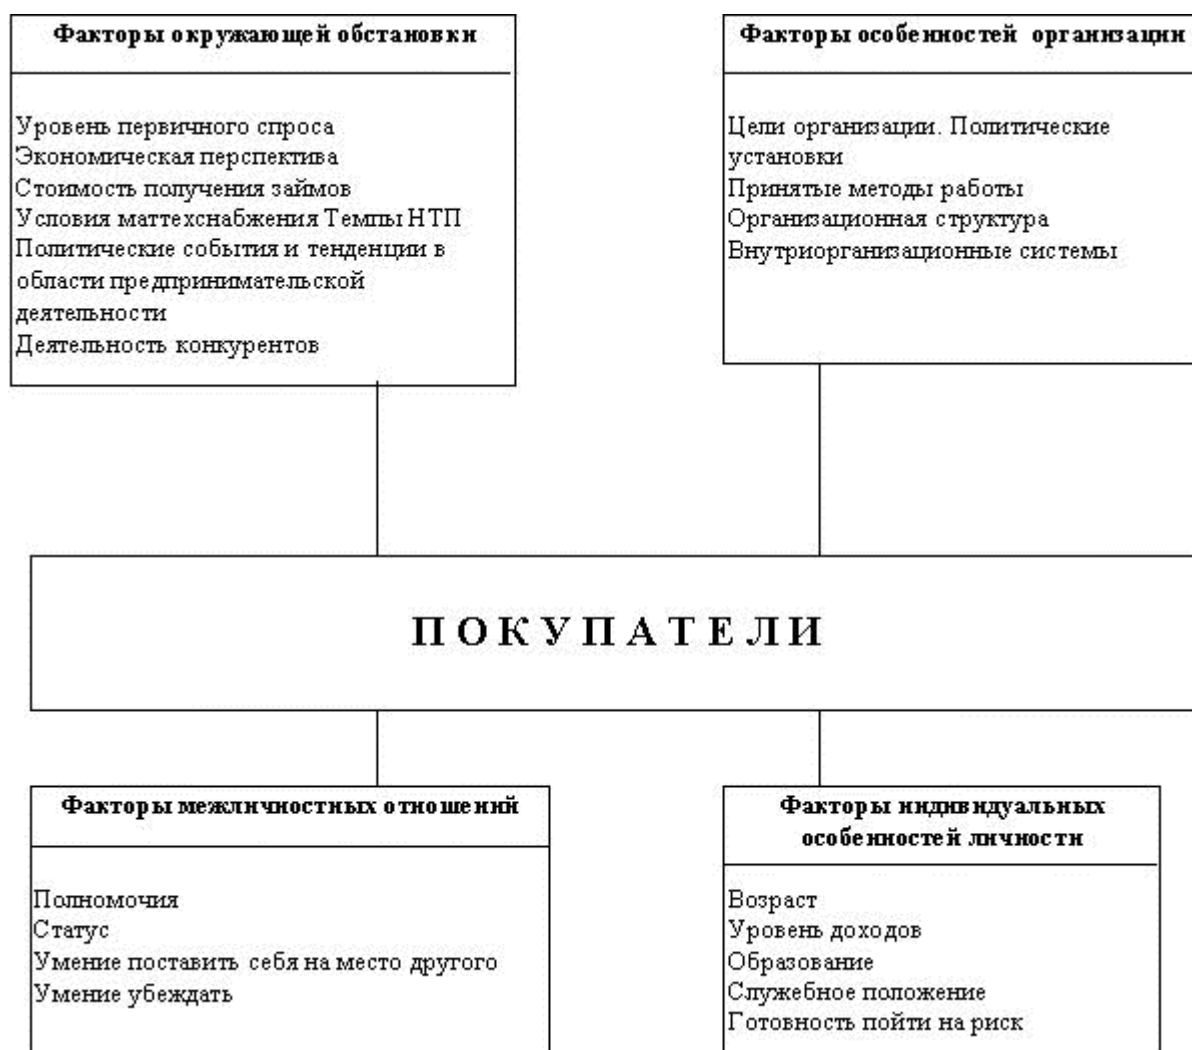 Факторы окружающей обстановки
Уровень первичного спроса
Экономическая перспектива
Стоимость получения займов
Условия маттехснабжения Темпы НТП
Политические события и тенденции в
области предпринимательской
деятельности
Деятельность конкурентов
Факторы особенностей организации
Цели организации. Политические
установки
Принятые методы работы
Организационная структура
Внутриорганизационные системы
ПОКУПАТЕЛИ
Факторы межличностных отношений
Полномочия
Статус
Умение поставить себя на место другого
Умение убеждать
Факторы индивидуальных
особенностей личности
Возраст
Уровень доходов
Образование
Служебное положение
Готовность пойти на риск